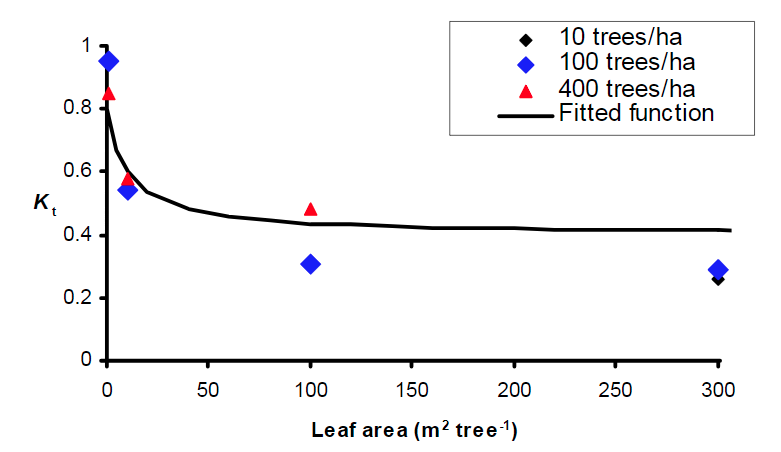 10 trees/ha
100 trees/ha
400 trees/ha
Fitted function
1
0.8
0.6
0.4
0.2
0
Kt
0 50 100 150 200 250 300
Leaf area (m² tree⁻¹)